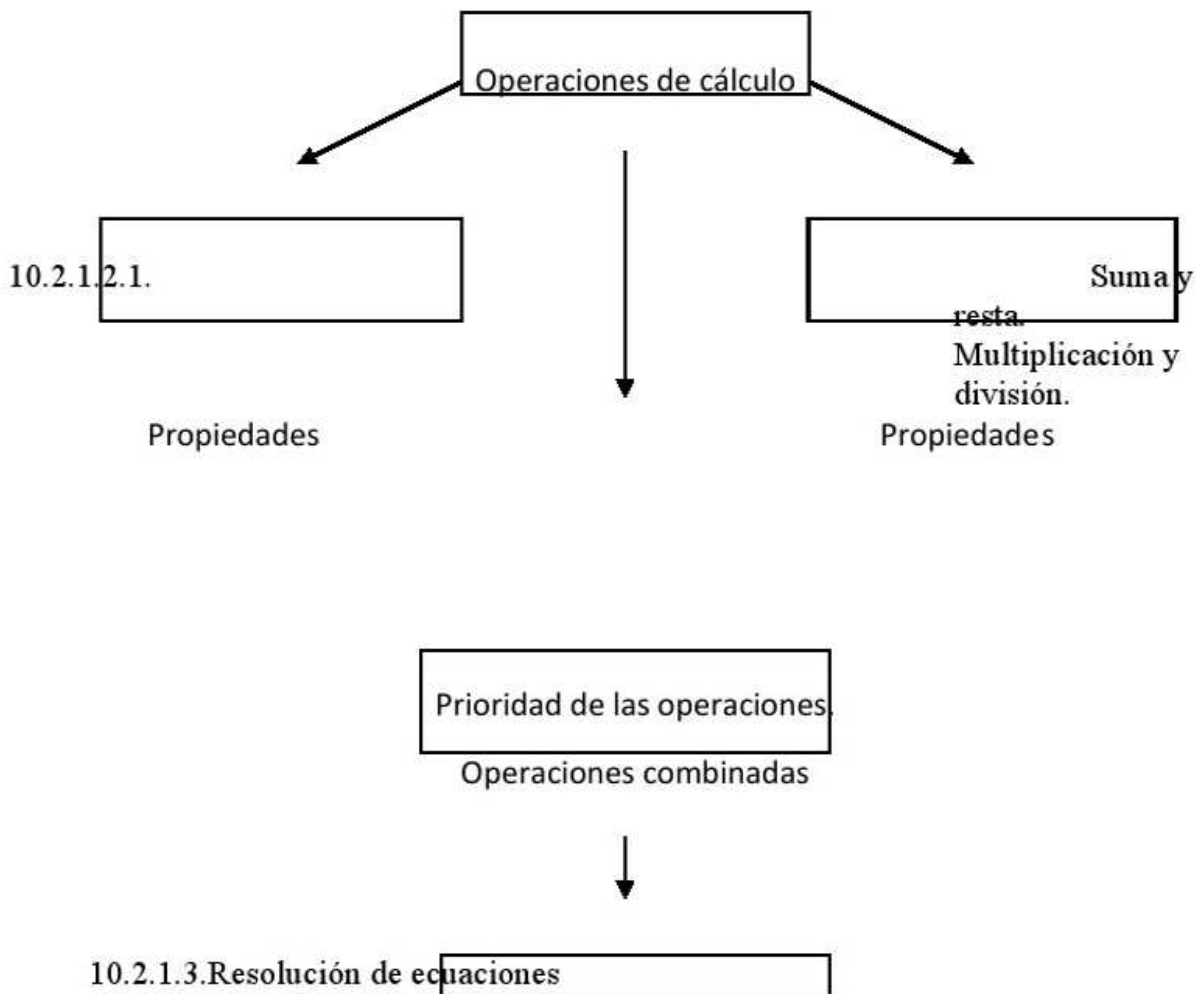 Operaciones de cálculo
10.2.1.2.1.
Suma y
resta.
Multiplicación y
división.
Propiedades
Propiedades
Prioridad de las operaciones.
Operaciones combinadas
10.2.1.3.Resolución de ecuaciones